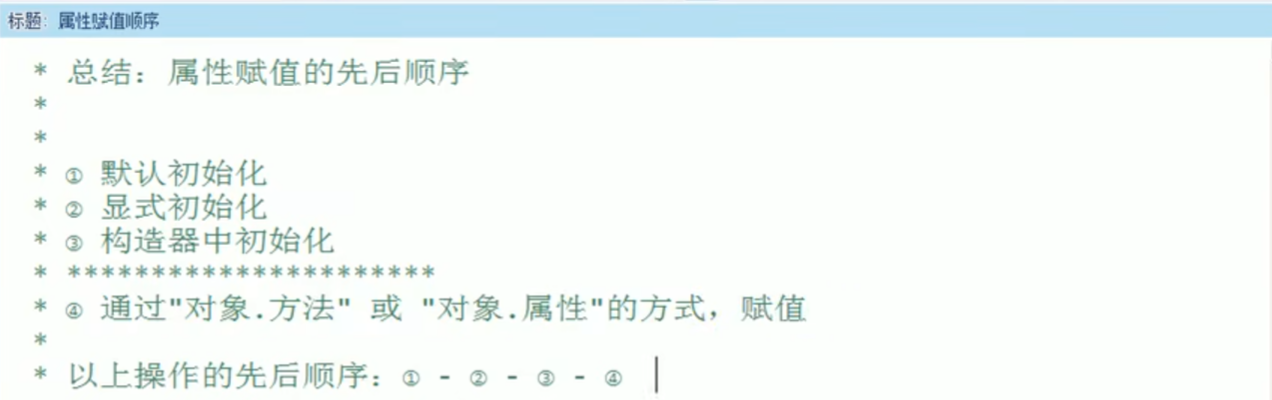 标题：属性赋值顺序
* 总结：属性赋值的先后顺序
*
*
* ① 默认初始化
* ② 显式初始化
* ③ 构造器中初始化
* **********************
* ④ 通过"对象.方法" 或 "对象.属性"的方式，赋值
*
* 以上操作的先后顺序：① - ② - ③ - ④